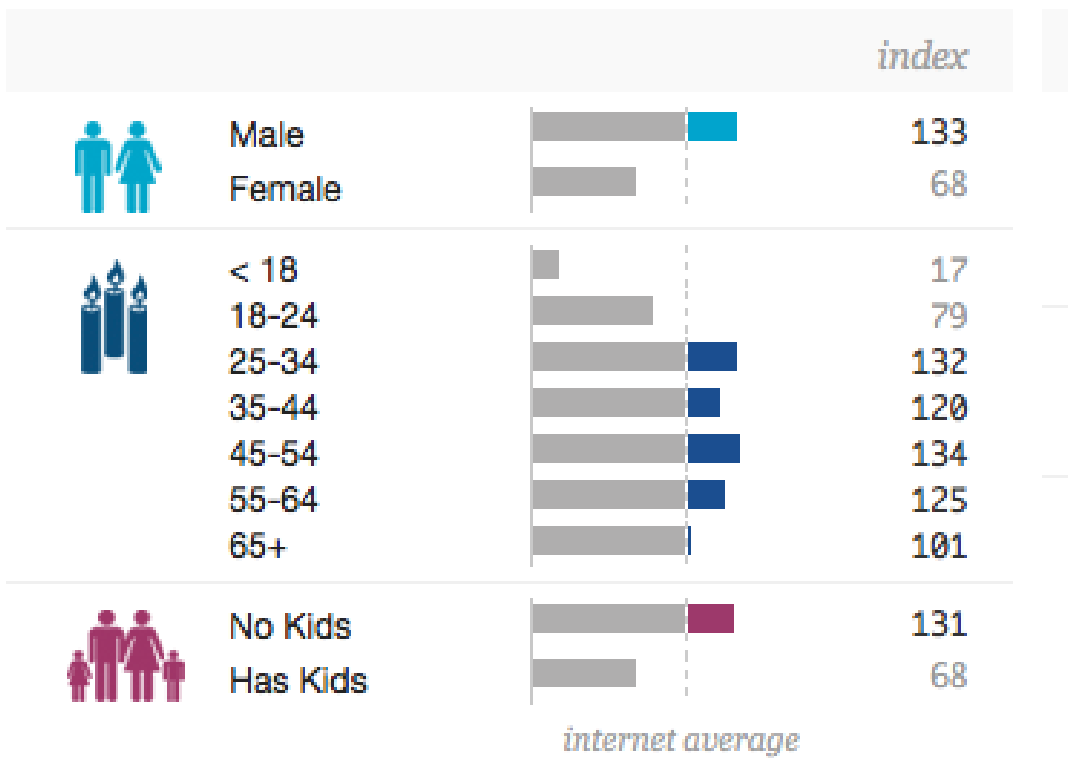 index
Male 133
Female 68
< 18 17
18-24 79
25-34 132
35-44 120
45-54 134
55-64 125
65+ 101
No Kids 131
Has Kids 68
internet average